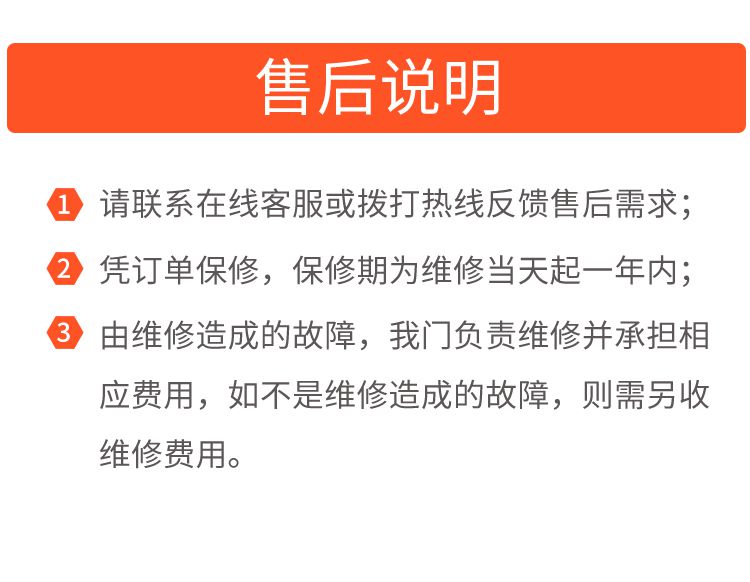 售后说明
1 请联系在线客服或拨打热线反馈售后需求；
2 凭订单保修，保修期为维修当天起一年内；
3 由维修造成的故障，我门负责维修并承担相
应费用，如不是维修造成的故障，则需另收
维修费用。